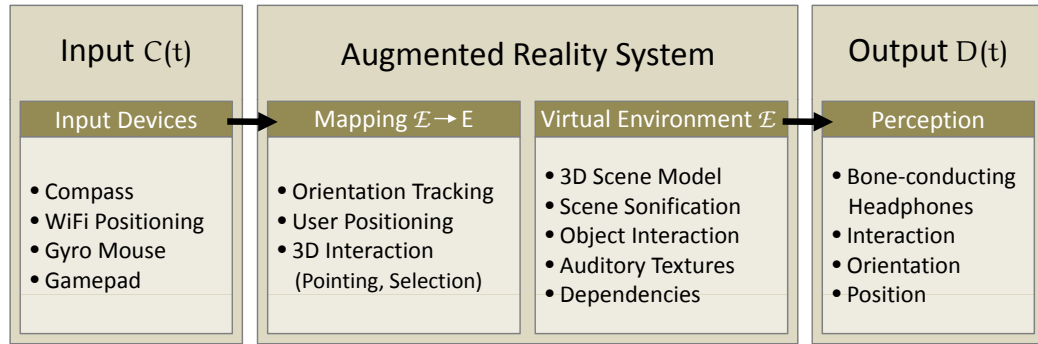 Input C(t)
Input Devices
• Compass
• WiFi Positioning
• Gyro Mouse
• Gamepad
Augmented Reality System
Mapping ℰ → E
• Orientation Tracking
• User Positioning
• 3D Interaction
(Pointing, Selection)
Virtual Environment ℰ
• 3D Scene Model
• Scene Sonification
• Object Interaction
• Auditory Textures
• Dependencies
Output D(t)
Perception
• Bone-conducting
Headphones
• Interaction
• Orientation
• Position